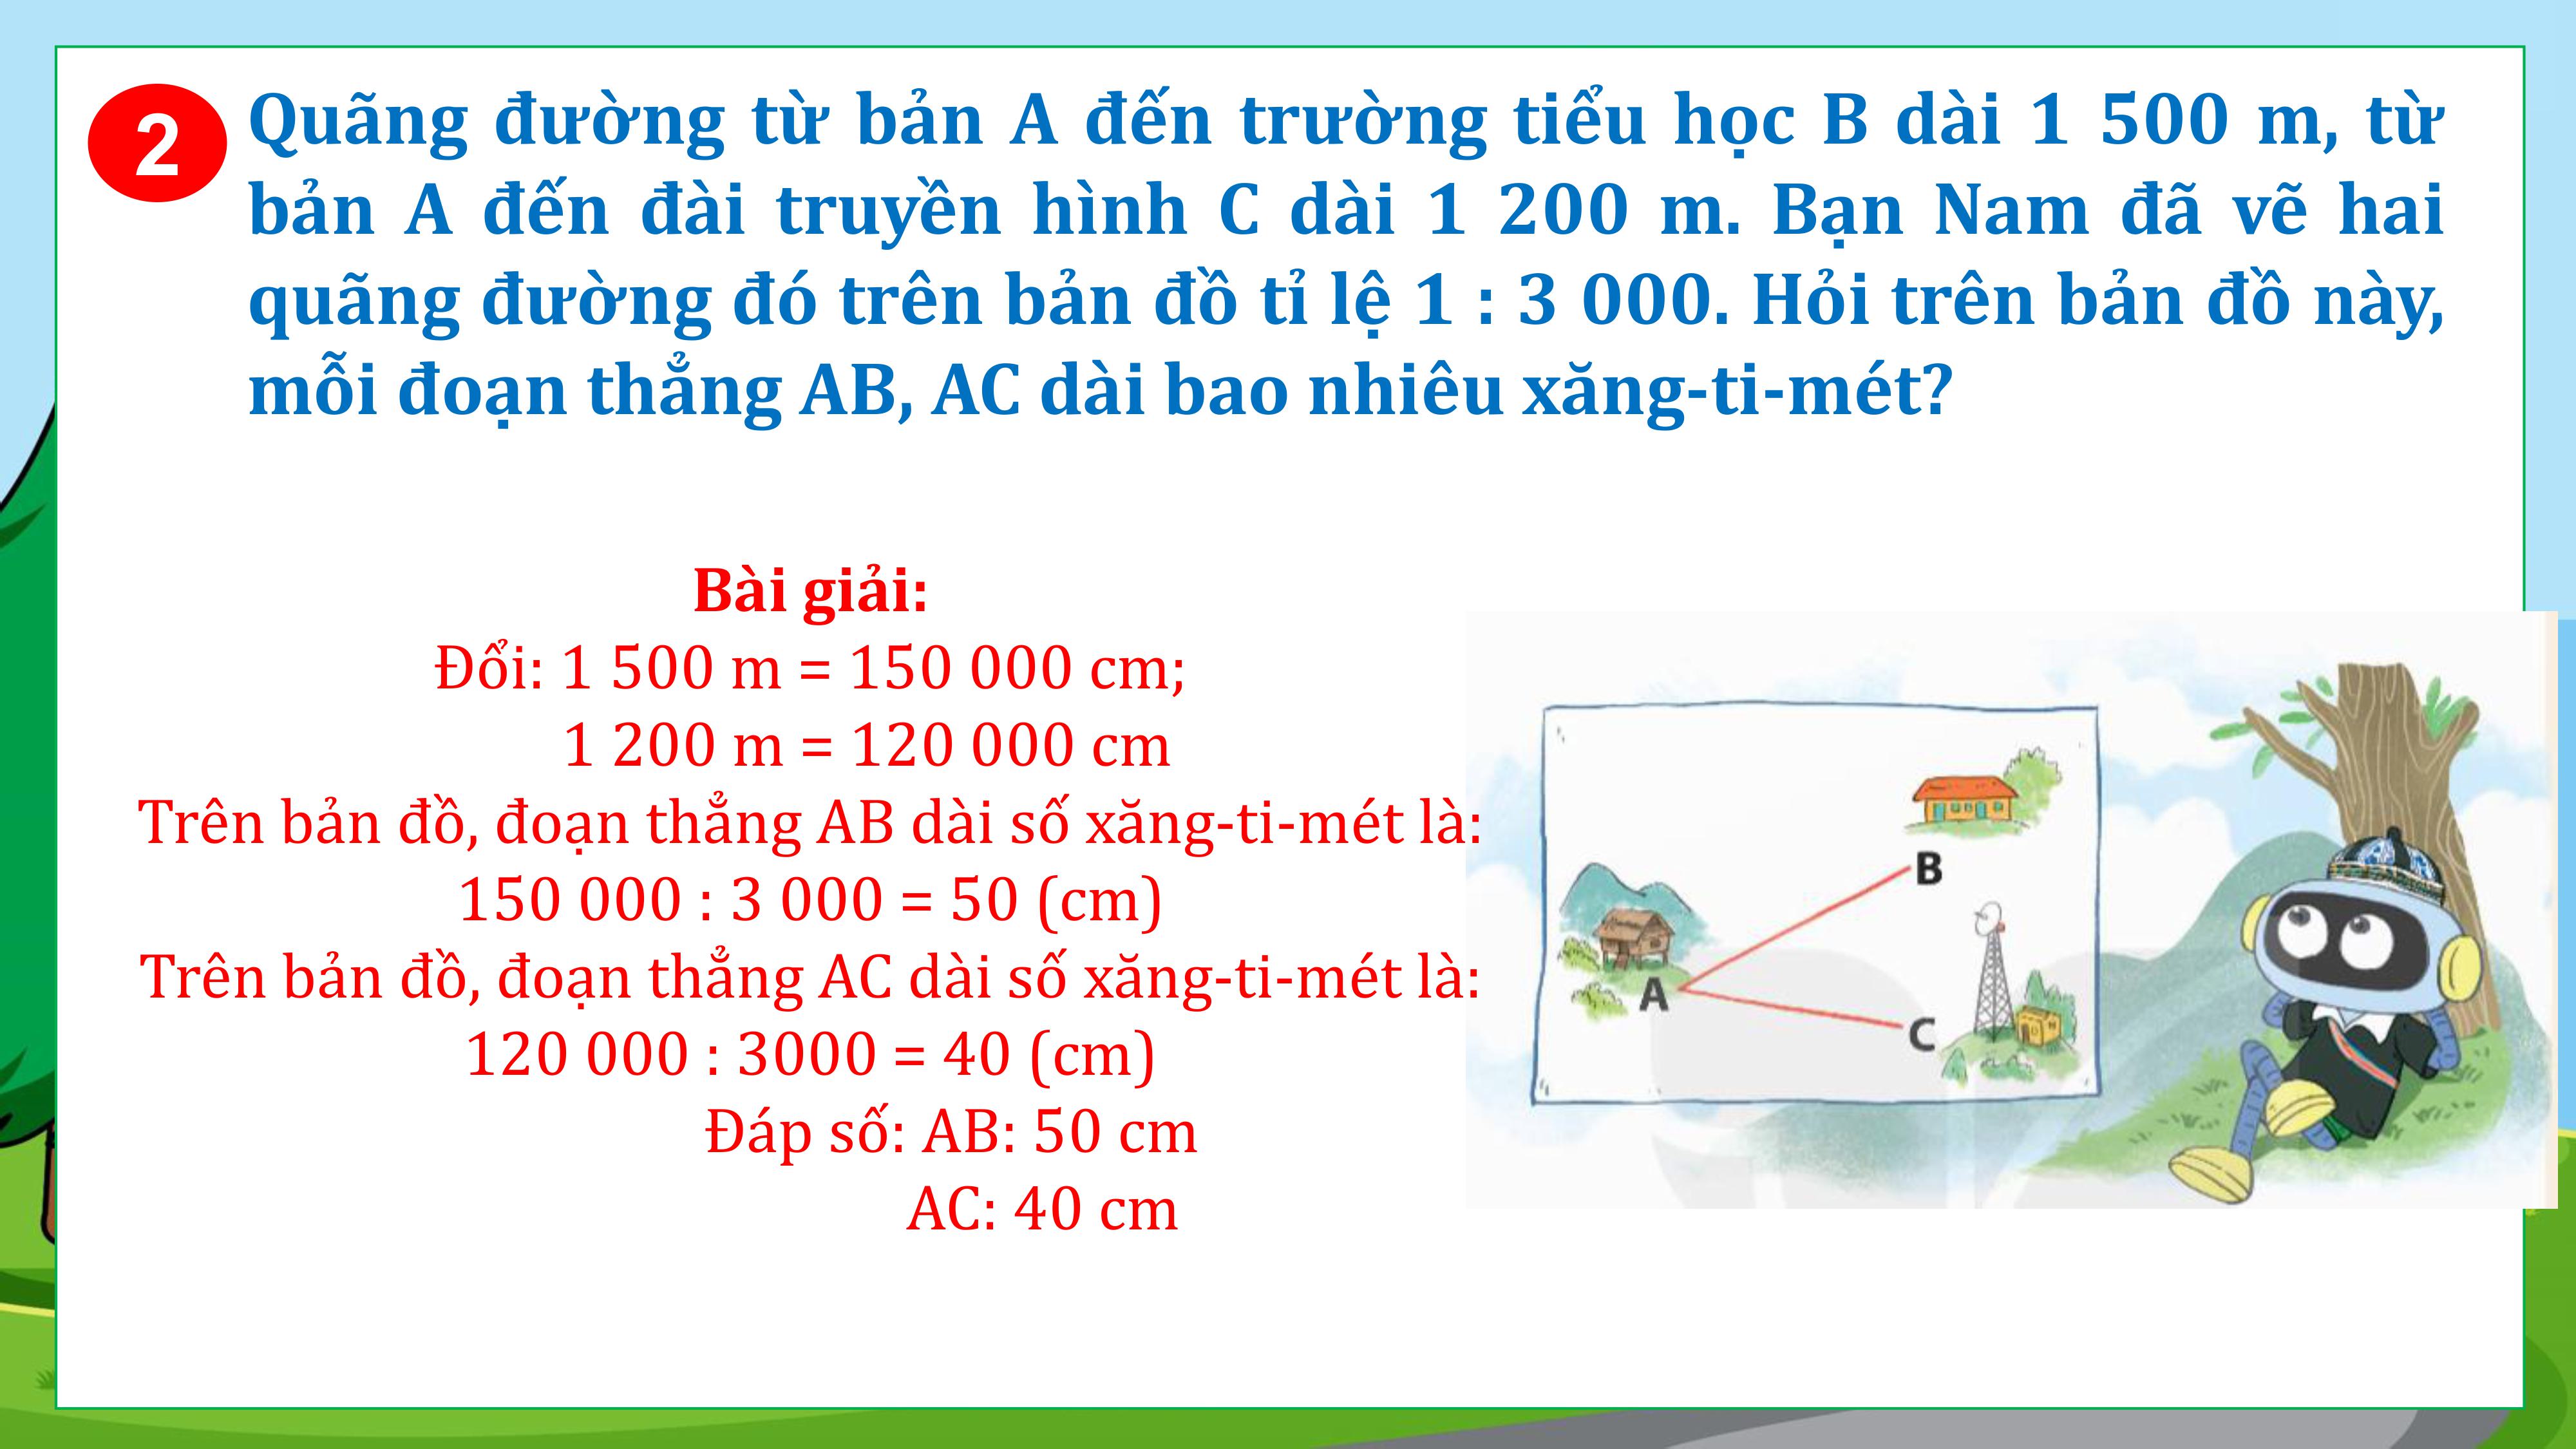 2
Quãng đường từ bản A đến trường tiểu học B dài 1 500 m, từ
bản A đến đài truyền hình C dài 1 200 m. Bạn Nam đã vẽ hai
quãng đường đó trên bản đồ tỉ lệ 1 : 3 000. Hỏi trên bản đồ này,
mỗi đoạn thẳng AB, AC dài bao nhiêu xăng-ti-mét?
Bài giải:
Đổi: 1 500 m = 150 000 cm;
1 200 m = 120 000 cm
Trên bản đồ, đoạn thẳng AB dài số xăng-ti-mét là:
150 000 : 3 000 = 50 (cm)
Trên bản đồ, đoạn thẳng AC dài số xăng-ti-mét là:
120 000 : 3000 = 40 (cm)
Đáp số: AB: 50 cm
AC: 40 cm
B
A
C